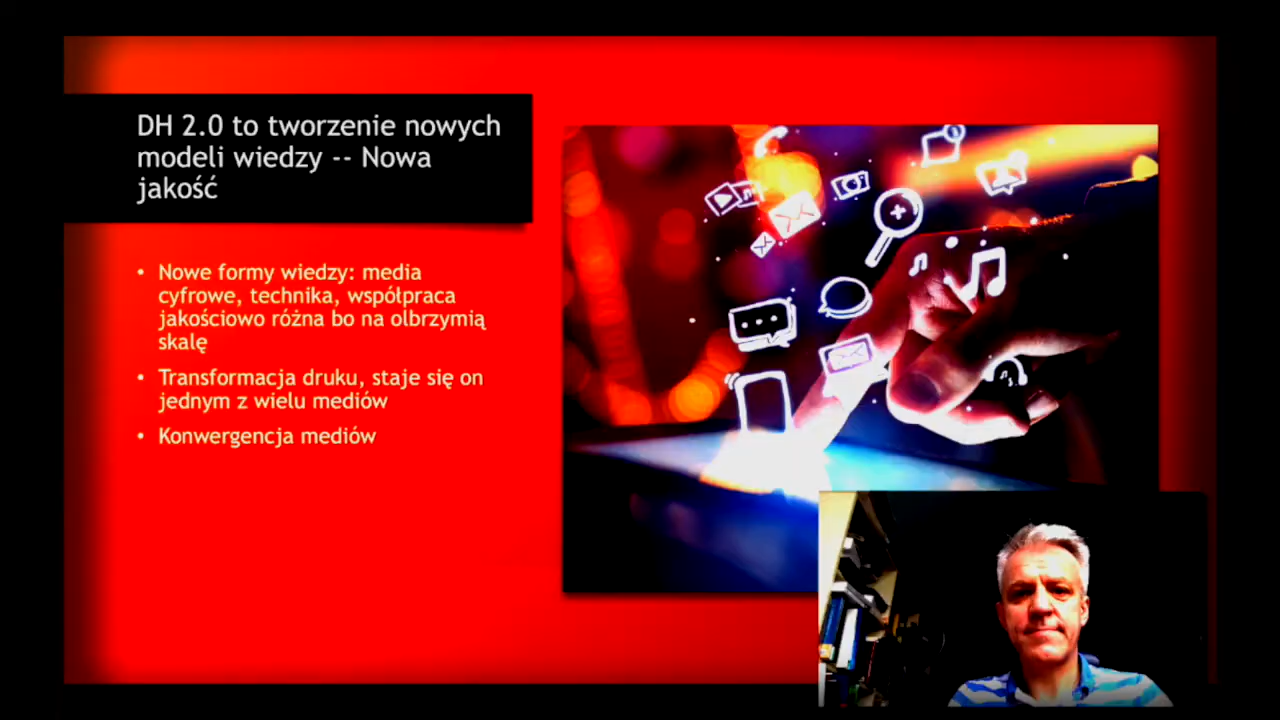 DH 2.0 to tworzenie nowych
modeli wiedzy -- Nowa
jakość
• Nowe formy wiedzy: media
cyfrowe, technika, współpraca
jakościowo różna bo na olbrzymią
skalę
• Transformacja druku, staje się on
jednym z wielu mediów
• Konwergencja mediów